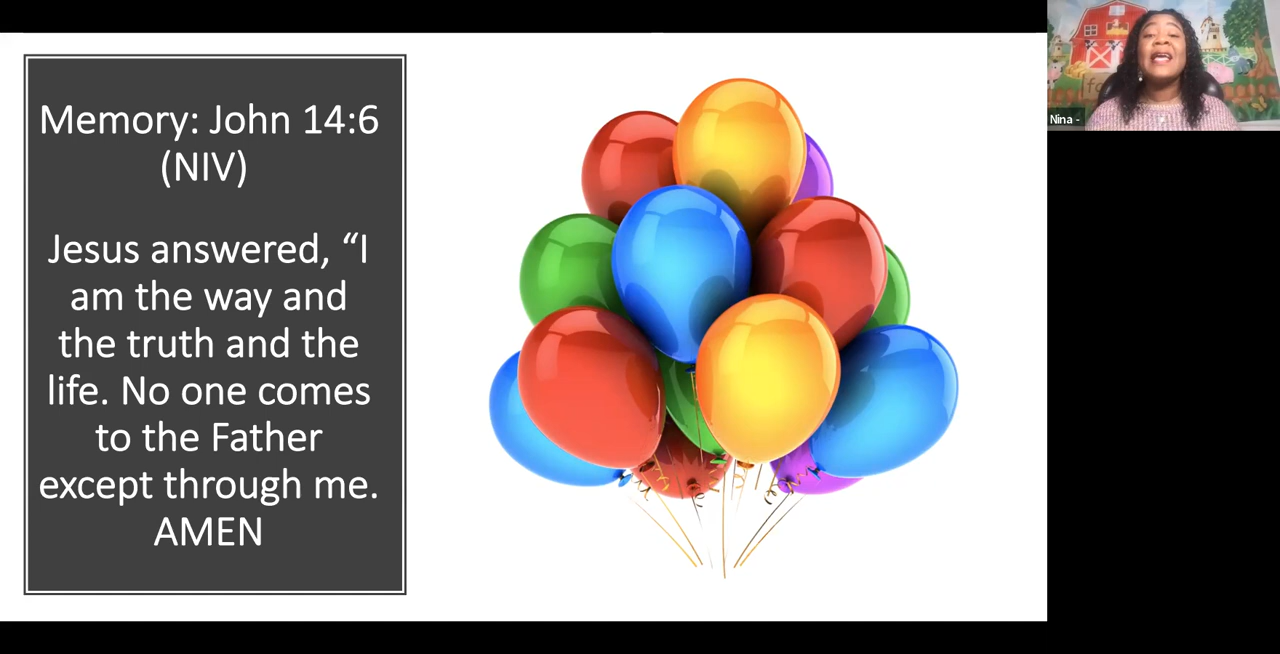 Memory: John 14:6
(NIV)
Jesus answered, “I
am the way and
the truth and the
life. No one comes
to the Father
except through me.
AMEN
Nina -